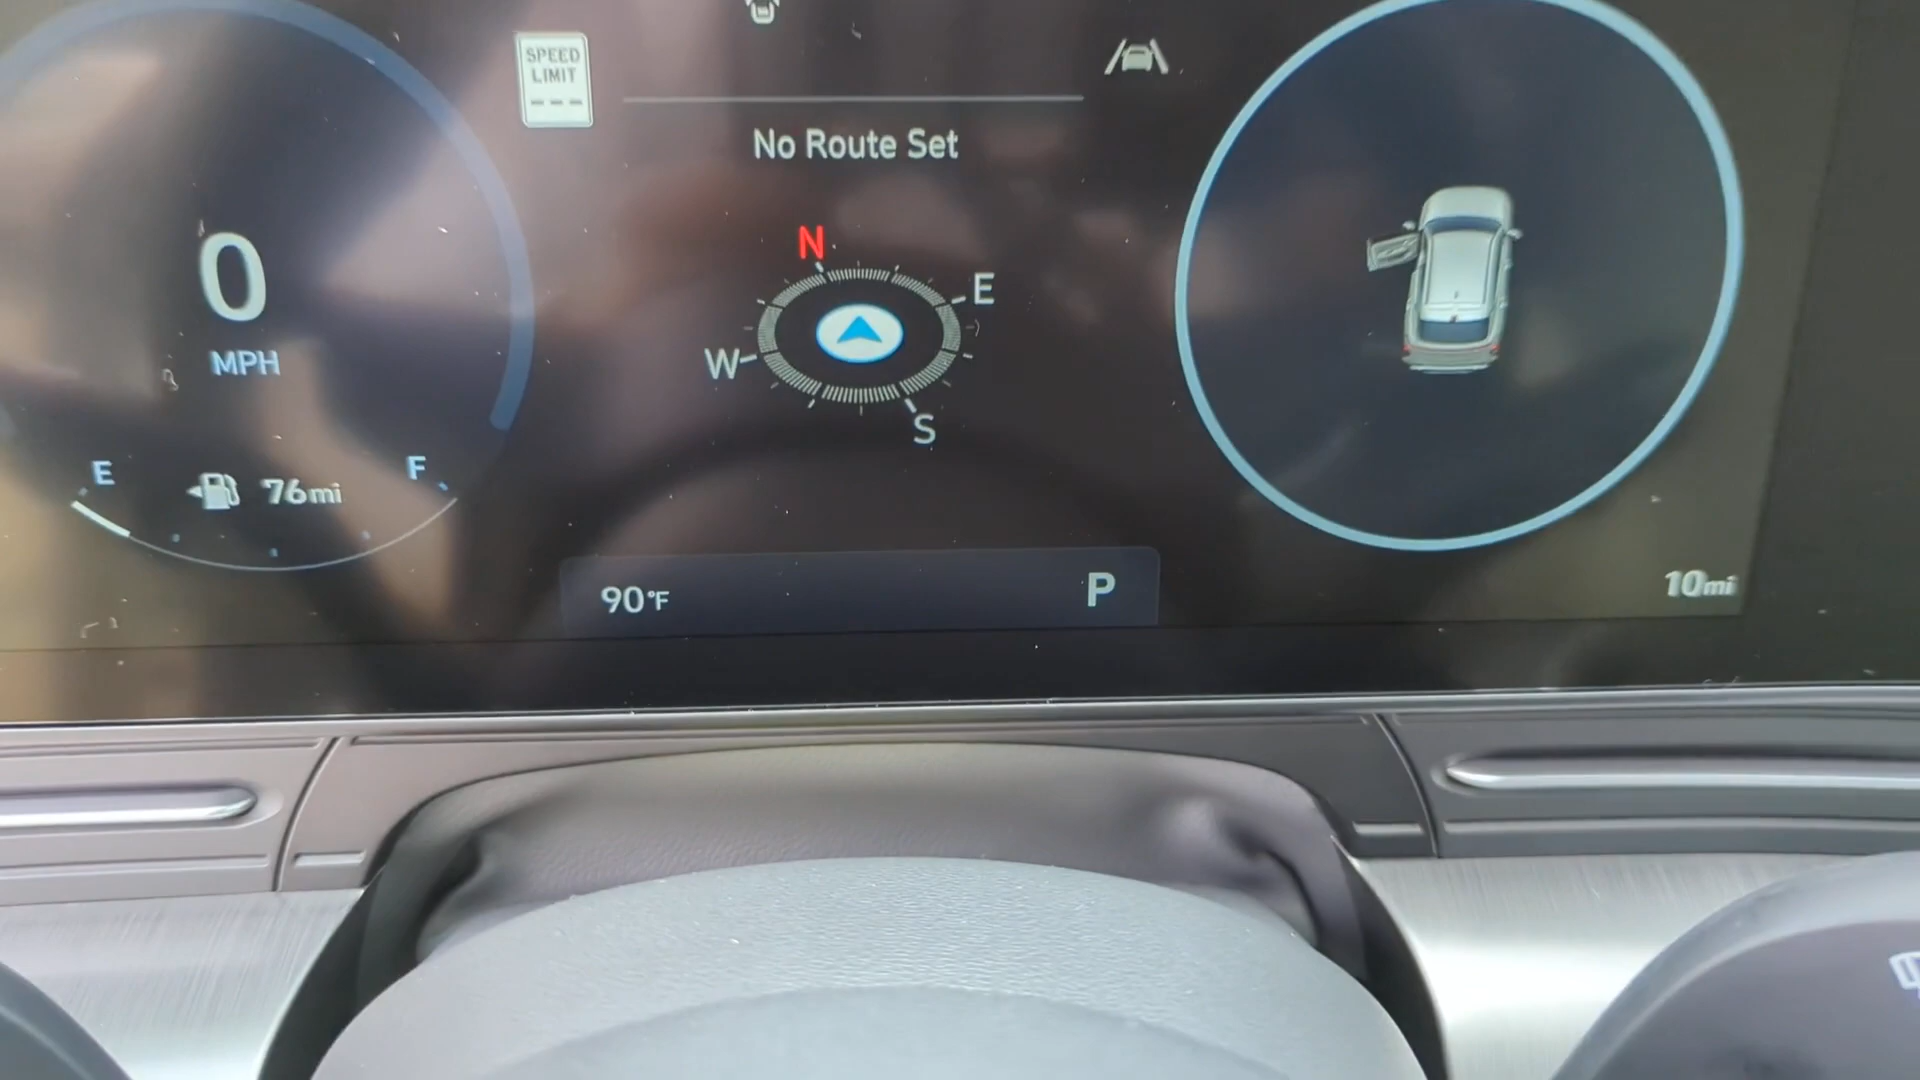 SPEED
LIMIT
---
No Route Set
N
E
W
S
0
MPH
E
F
76mi
90°F
P
10mi